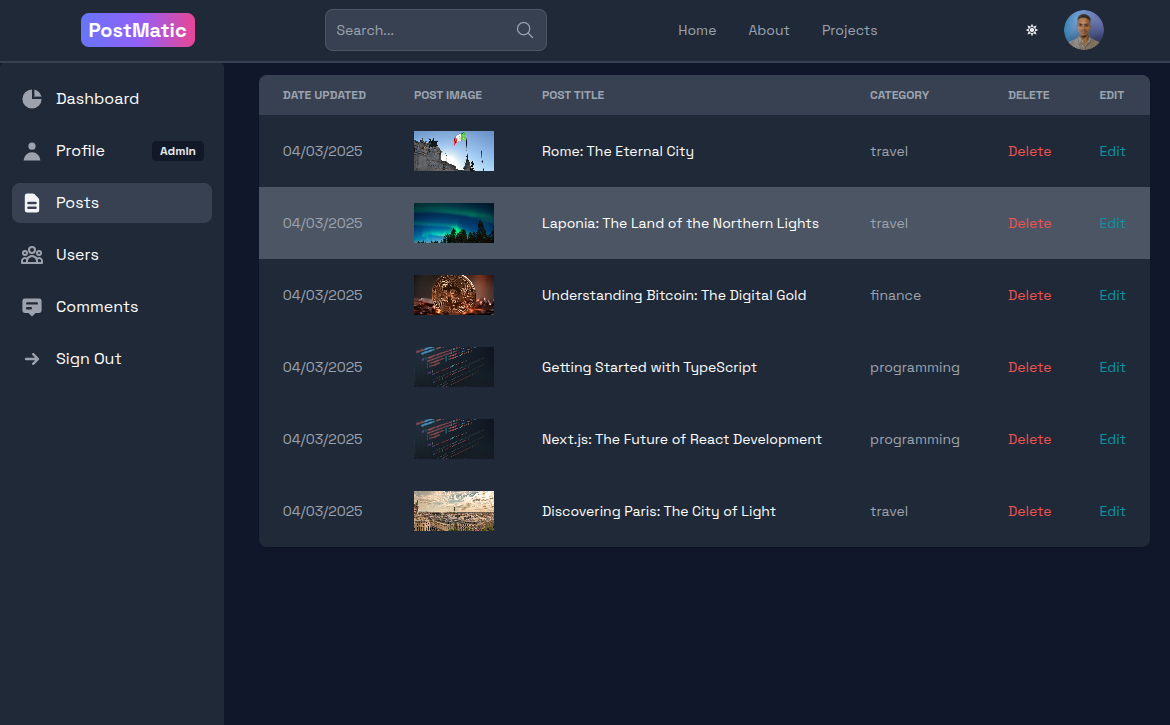 PostMatic
Search...
Home
About
Projects
Dashboard
Profile
Admin
Posts
Users
Comments
Sign Out
DATE UPDATED POST IMAGE POST TITLE CATEGORY DELETE EDIT
04/03/2025 Rome: The Eternal City travel Delete Edit
04/03/2025 Laponia: The Land of the Northern Lights travel Delete Edit
04/03/2025 Understanding Bitcoin: The Digital Gold finance Delete Edit
04/03/2025 Getting Started with TypeScript programming Delete Edit
04/03/2025 Next.js: The Future of React Development programming Delete Edit
04/03/2025 Discovering Paris: The City of Light travel Delete Edit